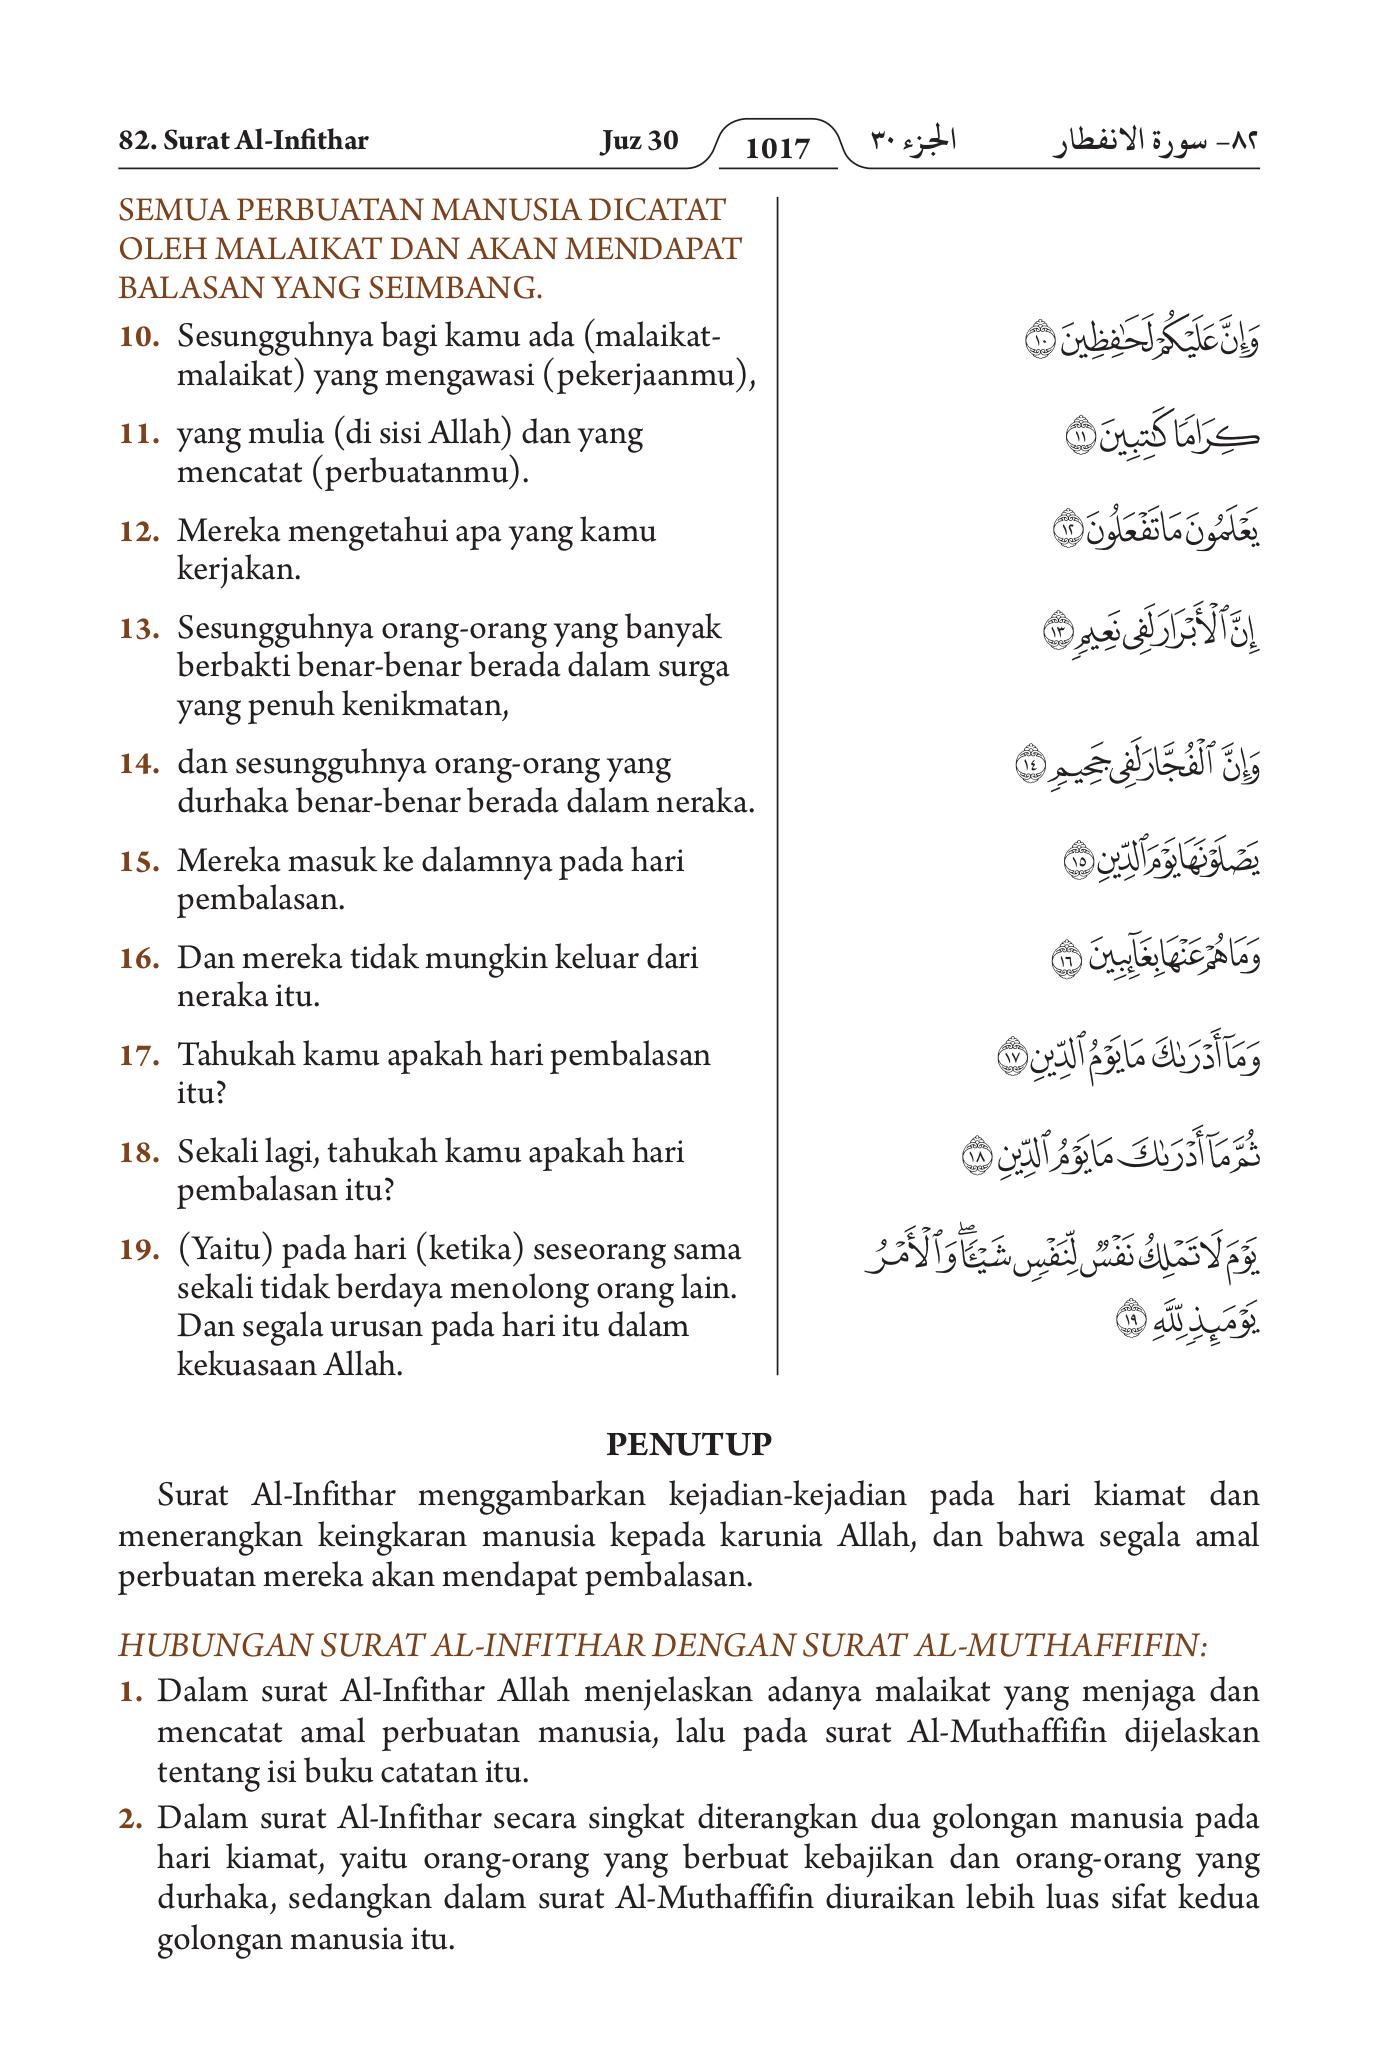 82. Surat Al-Infithar Juz 30 1017 الجزء ٣٠ ٨٢- سورة الانفطار
SEMUA PERBUATAN MANUSIA DICATAT
OLEH MALAIKAT DAN AKAN MENDAPAT
BALASAN YANG SEIMBANG.
10. Sesungguhnya bagi kamu ada (malaikat-
malaikat) yang mengawasi (pekerjaanmu),
وَإِنَّ عَلَيْكُمْ لَحَٰفِظِينَ ١٠
11. yang mulia (di sisi Allah) dan yang
mencatat (perbuatanmu).
كِرَامًا كَٰتِبِينَ ١١
12. Mereka mengetahui apa yang kamu
kerjakan.
يَعْلَمُونَ مَا تَفْعَلُونَ ١٢
13. Sesungguhnya orang-orang yang banyak
berbakti benar-benar berada dalam surga
yang penuh kenikmatan,
إِنَّ ٱلْأَبْرَارَ لَفِى نَعِيمٍ ١٣
14. dan sesungguhnya orang-orang yang
durhaka benar-benar berada dalam neraka.
وَإِنَّ ٱلْفُجَّارَ لَفِى جَحِيمٍ ١٤
15. Mereka masuk ke dalamnya pada hari
pembalasan.
يَصْلَوْنَهَا يَوْمَ ٱلدِّينِ ١٥
16. Dan mereka tidak mungkin keluar dari
neraka itu.
وَمَا هُمْ عَنْهَا بِغَآئِبِينَ ١٦
17. Tahukah kamu apakah hari pembalasan
itu?
وَمَآ أَدْرَىٰكَ مَا يَوْمُ ٱلدِّينِ ١٧
18. Sekali lagi, tahukah kamu apakah hari
pembalasan itu?
ثُمَّ مَآ أَدْرَىٰكَ مَا يَوْمُ ٱلدِّينِ ١٨
19. (Yaitu) pada hari (ketika) seseorang sama
sekali tidak berdaya menolong orang lain.
Dan segala urusan pada hari itu dalam
kekuasaan Allah.
يَوْمَ لَا تَمْلِكُ نَفْسٌ لِّنَفْسٍ شَيْـًٔا ۖ وَٱلْأَمْرُ
يَوْمَئِذٍ لِّلَّهِ ١٩
PENUTUP
Surat Al-Infithar menggambarkan kejadian-kejadian pada hari kiamat dan
menerangkan keingkaran manusia kepada karunia Allah, dan bahwa segala amal
perbuatan mereka akan mendapat pembalasan.
HUBUNGAN SURAT AL-INFITHAR DENGAN SURAT AL-MUTHAFFIFIN:
1. Dalam surat Al-Infithar Allah menjelaskan adanya malaikat yang menjaga dan
mencatat amal perbuatan manusia, lalu pada surat Al-Muthaffifin dijelaskan
tentang isi buku catatan itu.
2. Dalam surat Al-Infithar secara singkat diterangkan dua golongan manusia pada
hari kiamat, yaitu orang-orang yang berbuat kebajikan dan orang-orang yang
durhaka, sedangkan dalam surat Al-Muthaffifin diuraikan lebih luas sifat kedua
golongan manusia itu.